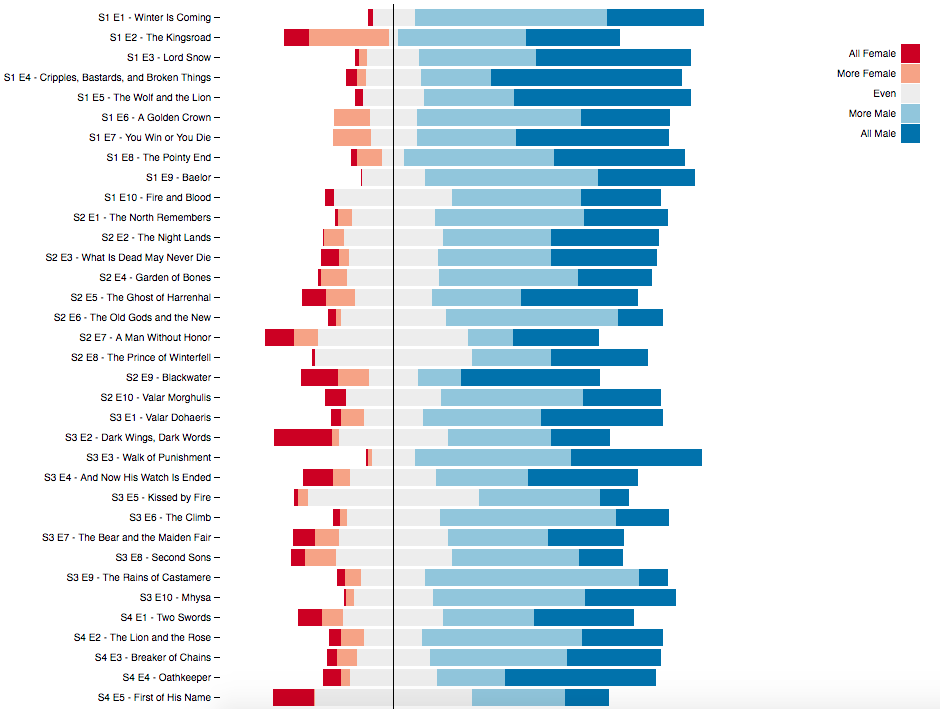 S1 E1 - Winter Is Coming
S1 E2 - The Kingsroad
S1 E3 - Lord Snow
S1 E4 - Cripples, Bastards, and Broken Things
S1 E5 - The Wolf and the Lion
S1 E6 - A Golden Crown
S1 E7 - You Win or You Die
S1 E8 - The Pointy End
S1 E9 - Baelor
S1 E10 - Fire and Blood
S2 E1 - The North Remembers
S2 E2 - The Night Lands
S2 E3 - What Is Dead May Never Die
S2 E4 - Garden of Bones
S2 E5 - The Ghost of Harrenhal
S2 E6 - The Old Gods and the New
S2 E7 - A Man Without Honor
S2 E8 - The Prince of Winterfell
S2 E9 - Blackwater
S2 E10 - Valar Morghulis
S3 E1 - Valar Dohaeris
S3 E2 - Dark Wings, Dark Words
S3 E3 - Walk of Punishment
S3 E4 - And Now His Watch Is Ended
S3 E5 - Kissed by Fire
S3 E6 - The Climb
S3 E7 - The Bear and the Maiden Fair
S3 E8 - Second Sons
S3 E9 - The Rains of Castamere
S3 E10 - Mhysa
S4 E1 - Two Swords
S4 E2 - The Lion and the Rose
S4 E3 - Breaker of Chains
S4 E4 - Oathkeeper
S4 E5 - First of His Name
All Female
More Female
Even
More Male
All Male